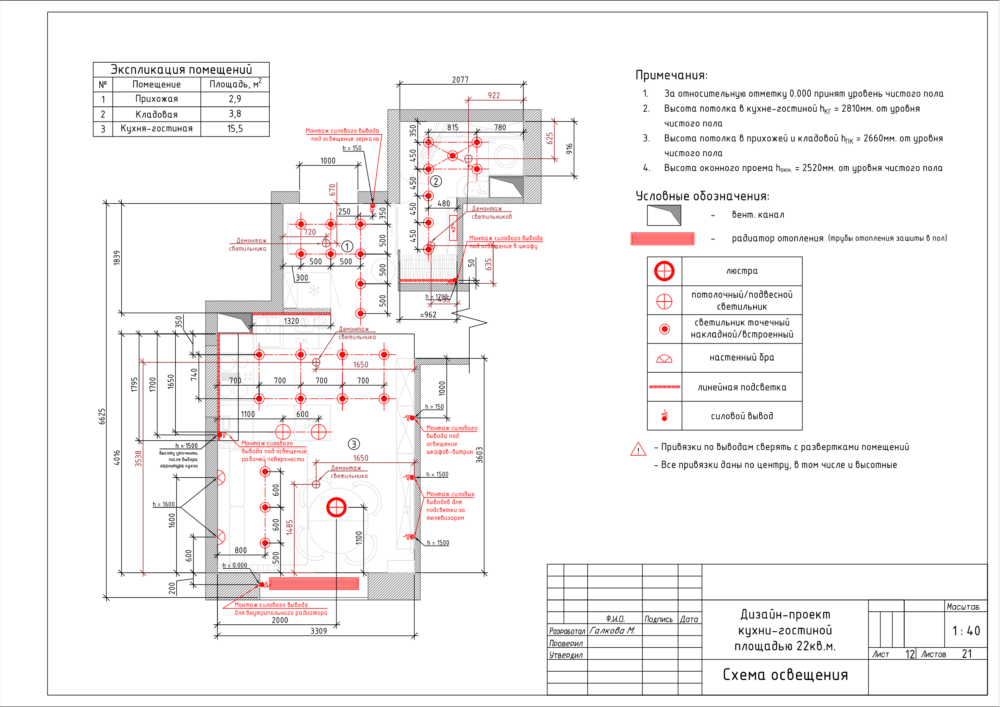 Экспликация помещений
№ Помещение Площадь, м²
1 Прихожая 2,9
2 Кладовая 3,8
3 Кухня-гостиная 15,5
2077
922
815 780
350
450
450
450
450
625
916
480
2
Монтаж силового вывода
под освещение зеркала
h = 150
1000
670
250
350
720
Демонтаж
светильника
1
500
500
500
500 500
300
Демонтаж
светильников
Монтаж силового вывода
под освещение в шкафу
50
635
h = 1700
=962
1839
350
1320
Демонтаж
светильника
1650
740
700 700 700 700
1100 600
1795
1700
1650
1000
h = 150
6625
4016
3538
3603
h = 1500
высоту уточнить
после выбора
гарнитура кухни
Монтаж силового
вывода под освещение
рабочей поверхности
3
1650
Демонтаж
светильника
Монтаж силового
вывода под
освещение
шкафов-витрин
h = 1500
Монтаж силовых
выводов для
подсветки за
телевизором
h = 1500
h = 1600
1600
600
600
600
500
1485
1100
800
h = 0.000
200
Монтаж силового вывода
для внутрипольного радиатора
2000
3309
Примечания:
1. За относительную отметку 0.000 принят уровень чистого пола
2. Высота потолка в кухне-гостиной hКГ = 2810мм. от уровня
чистого пола
3. Высота потолка в прихожей и кладовой hПК = 2660мм. от уровня
чистого пола
4. Высота оконного проема hокн. = 2520мм. от уровня чистого пола
Условные обозначения:
– вент. канал
– радиатор отопления (трубы отопления зашиты в пол)
люстра
потолочный/подвесной
светильник
светильник точечный
накладной/встроенный
настенный бра
линейная подсветка
силовой вывод
! – Привязки по выводам сверять с развертками помещений
– Все привязки даны по центру, в том числе и высотные
Ф.И.О. Подпись Дата
Разработал Галкова М.
Проверил
Утвердил
Дизайн-проект
кухни-гостиной
площадью 22кв.м.
Схема освещения
Масштаб
1:40
Лист 12 Листов 21